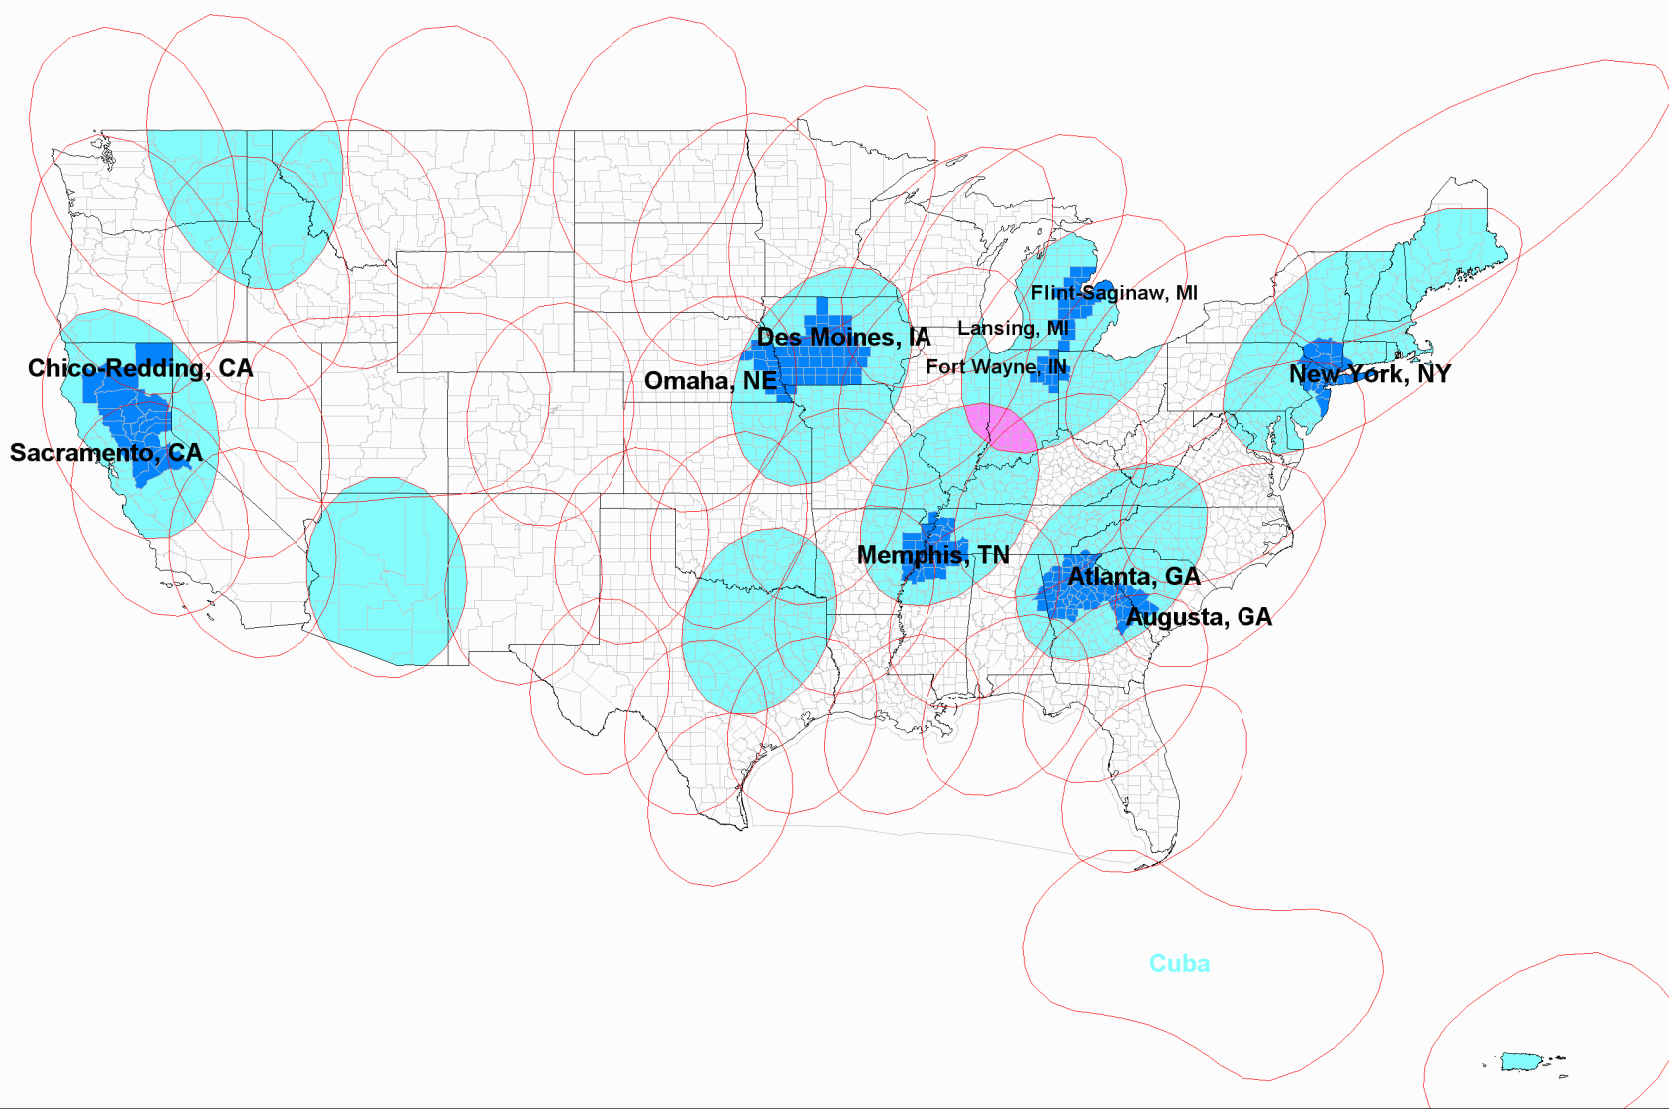 Flint-Saginaw, MI
Lansing, MI
Des Moines, IA
Chico-Redding, CA
Fort Wayne, IN
Omaha, NE
New York, NY
Sacramento, CA
Memphis, TN
Atlanta, GA
Augusta, GA
Cuba